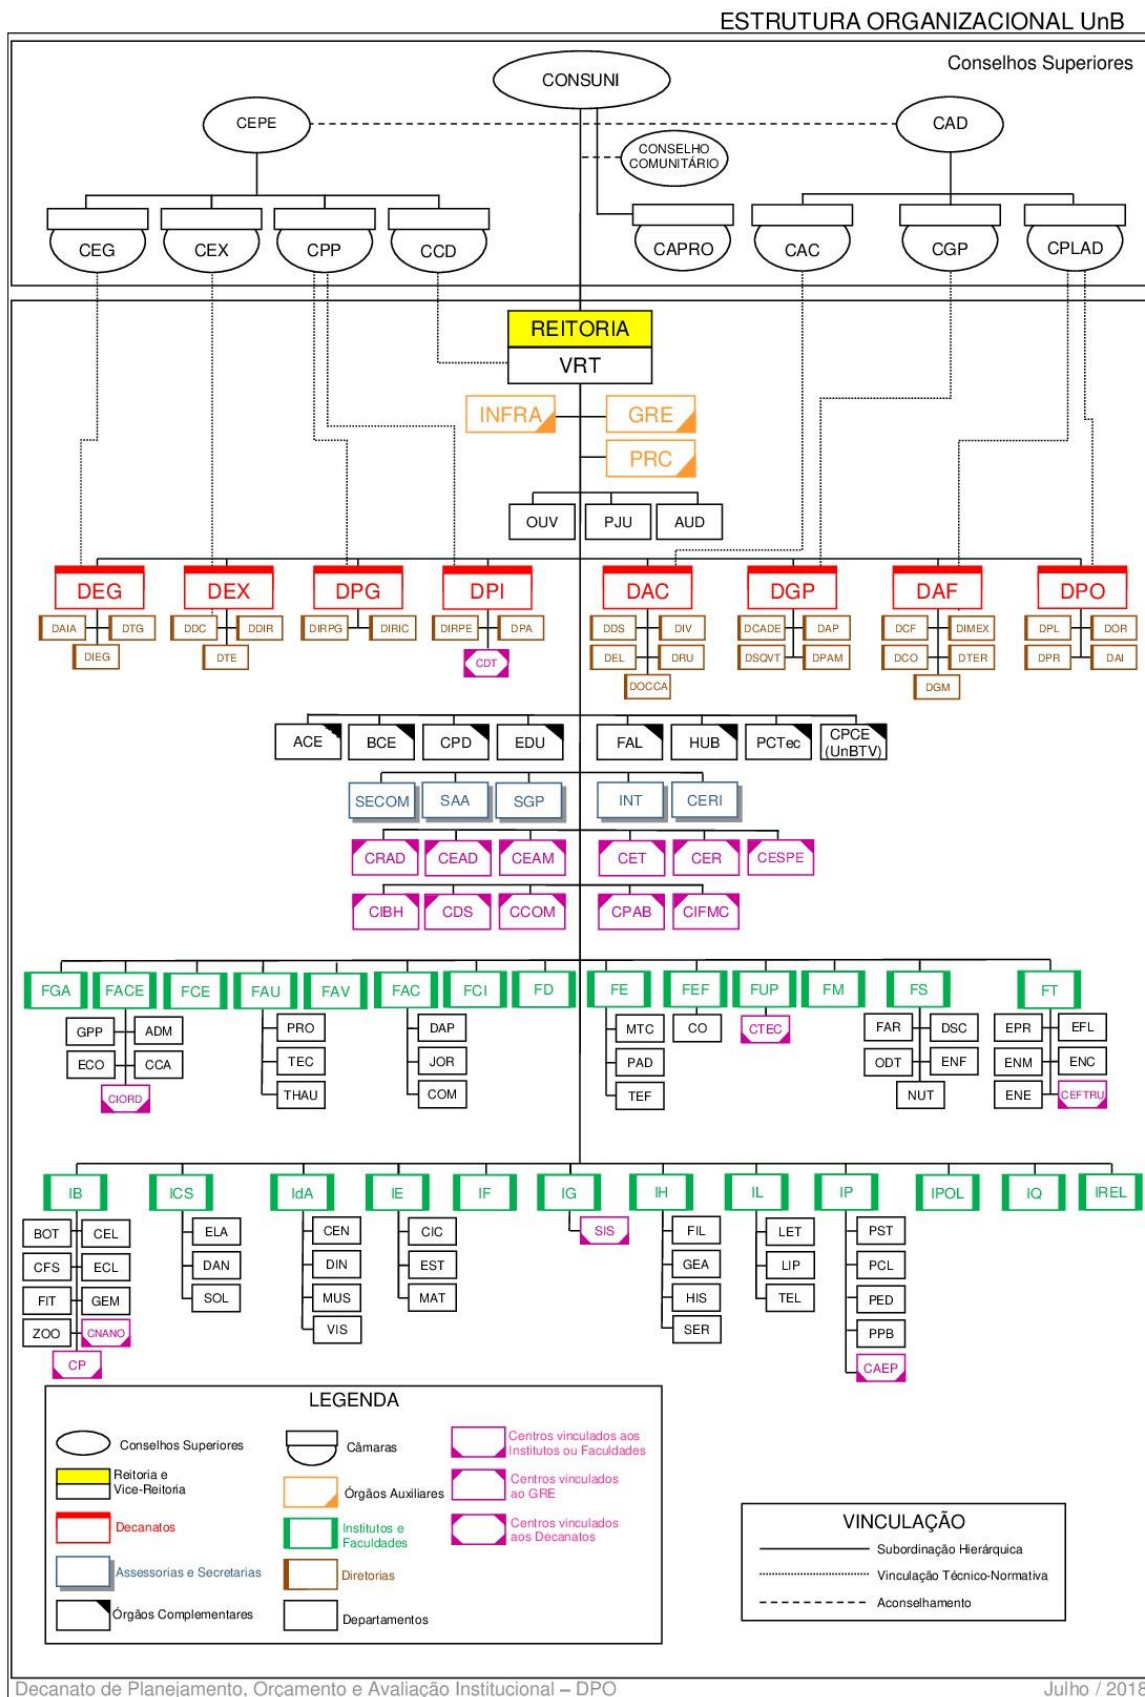 ESTRUTURA ORGANIZACIONAL UnB
Conselhos Superiores
CONSUNI
CEPE
CAD
CONSELHO
COMUNITÁRIO
CEG
CEX
CPP
CCD
CAPRO
CAC
CGP
CPLAD
REITORIA
VRT
INFRA
GRE
PRC
OUV
PJU
AUD
DEG
DEX
DPG
DPI
DAC
DGP
DAF
DPO
DAIA
DTG
DDC
DDIR
DIRPG
DIRIC
DIRPE
DPA
DDS
DIV
DCADE
DAP
DCF
DIMEX
DPL
DOR
DIEG
DTE
CDT
DEL
DRU
DSQVT
DPAM
DCO
DTER
DPR
DAI
DOCCA
DGM
ACE
BCE
CPD
EDU
FAL
HUB
PCTec
CPCE
(UnBTV)
SECOM
SAA
SGP
INT
CERI
CRAD
CEAD
CEAM
CET
CER
CESPE
CIBH
CDS
CCOM
CPAB
CIFMC
FGA
FACE
FCE
FAU
FAV
FAC
FCI
FD
FE
FEF
FUP
FM
FS
FT
GPP
ADM
PRO
DAP
MTC
CO
CTEC
FAR
DSC
EPR
EFL
ECO
CCA
TEC
JOR
PAD
ODT
ENF
ENM
ENC
CIORD
THAU
COM
TEF
NUT
ENE
CEFTRU
IB
ICS
IdA
IE
IF
IG
IH
IL
IP
IPOL
IQ
IREL
BOT
CEL
ELA
CEN
CIC
SIS
FIL
LET
PST
CFS
ECL
DAN
DIN
EST
GEA
LIP
PCL
FIT
GEM
SOL
MUS
MAT
HIS
TEL
PED
ZOO
CNANO
VIS
SER
PPB
CP
CAEP
LEGENDA
Conselhos Superiores
Câmaras
Centros vinculados aos
Institutos ou Faculdades
Reitoria e
Vice-Reitoria
Órgãos Auxiliares
Centros vinculados
ao GRE
Decanatos
Institutos e
Faculdades
Centros vinculados
aos Decanatos
Assessorias e Secretarias
Diretorias
Órgãos Complementares
Departamentos
VINCULAÇÃO
Subordinação Hierárquica
Vinculação Técnico-Normativa
Aconselhamento
Decanato de Planejamento, Orçamento e Avaliação Institucional – DPO
Julho / 2018